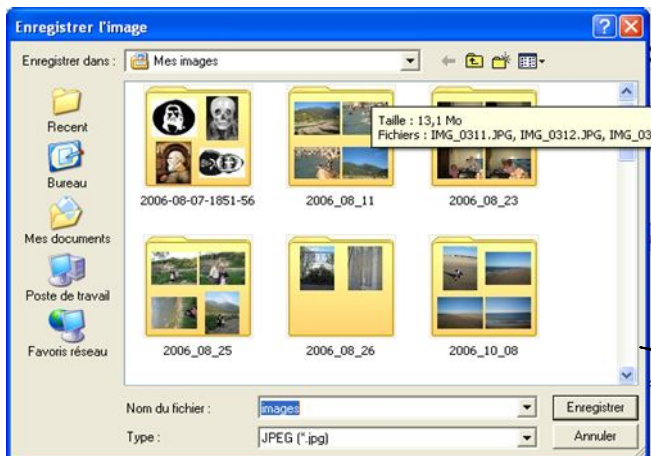 Enregistrer l'image
Enregistrer dans :
Mes images
Recent
Bureau
Mes documents
Poste de travail
Favoris réseau
Taille : 13,1 Mo
Fichiers : IMG_0311.JPG, IMG_0312.JPG, IMG_03
2006-08-07-1851-56
2006_08_11
2006_08_23
2006_08_25
2006_08_26
2006_10_08
Nom du fichier :
images
Enregistrer
Type :
JPEG (*.jpg)
Annuler